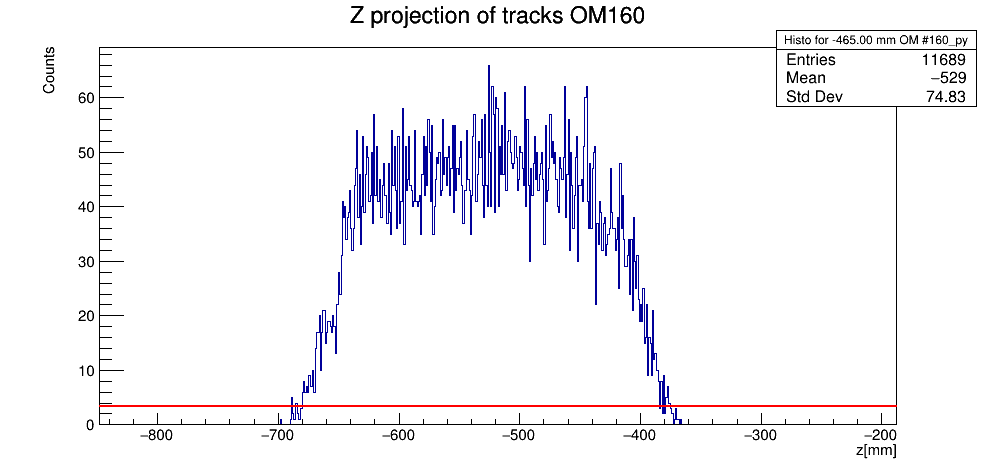 Z projection of tracks OM160
Histo for -465.00 mm OM #160_py
Entries 11689
Mean −529
Std Dev 74.83
Counts
60
50
40
30
20
10
0
−800 −700 −600 −500 −400 −300 −200
z[mm]